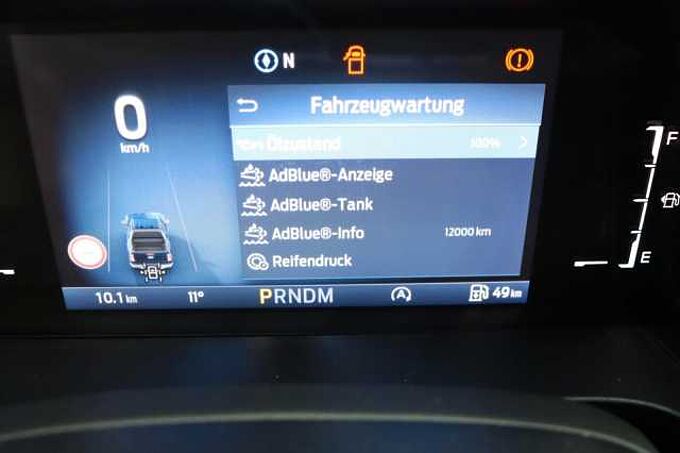 N
Fahrzeugwartung
0
km/h
Ölzustand 100%
AdBlue®-Anzeige
AdBlue®-Tank
AdBlue®-Info 12000 km
Reifendruck
F
E
10.1 km 11° PRNDM A 49 km